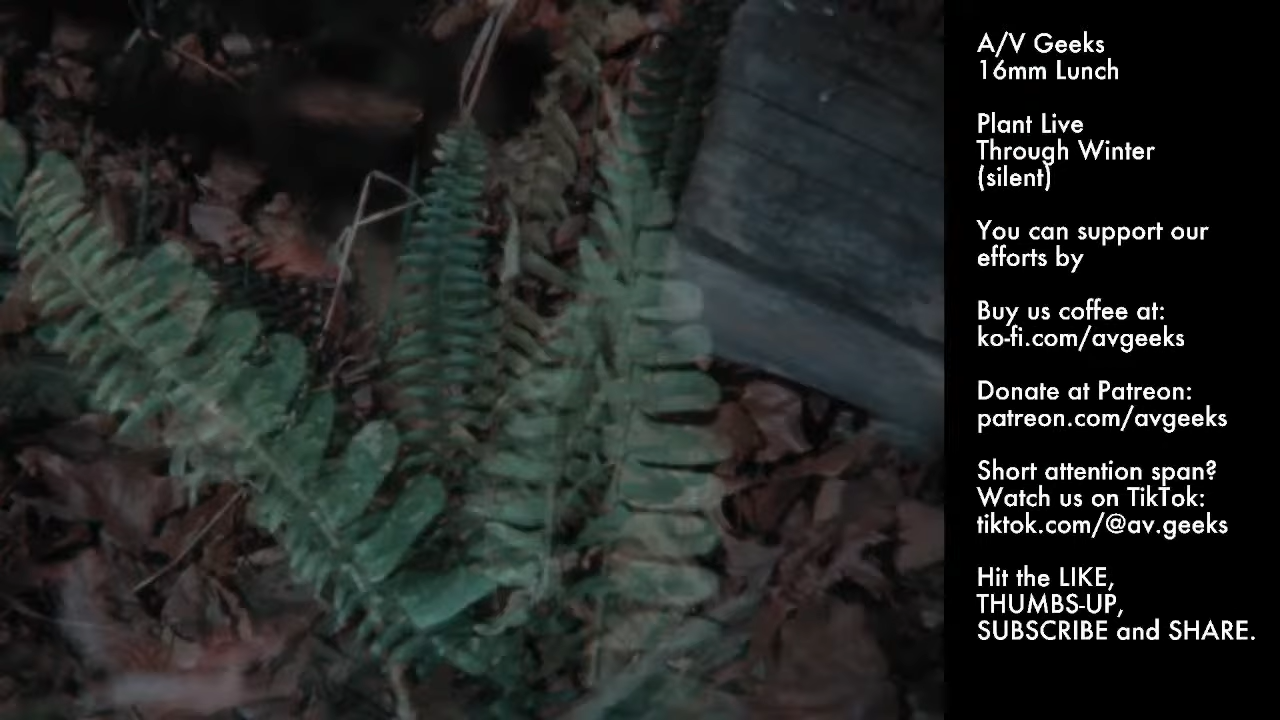 A/V Geeks
16mm Lunch
Plant Live
Through Winter
(silent)
You can support our
efforts by
Buy us coffee at:
ko-fi.com/avgeeks
Donate at Patreon:
patreon.com/avgeeks
Short attention span?
Watch us on TikTok:
tiktok.com/@av.geeks
Hit the LIKE,
THUMBS-UP,
SUBSCRIBE and SHARE.